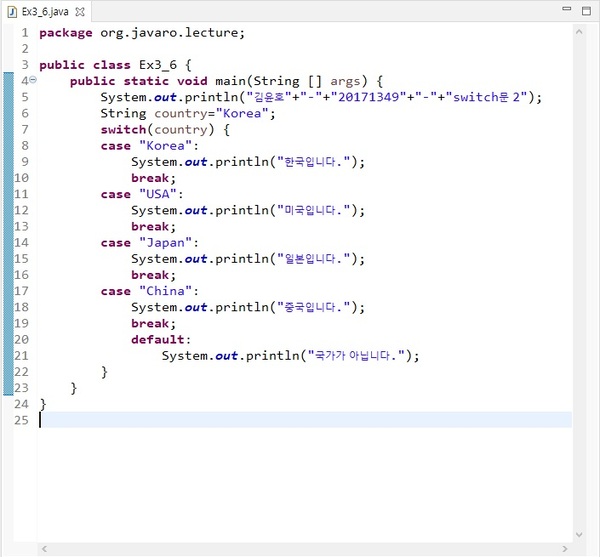 Ex3_6.java
1 package org.javaro.lecture;
2
3 public class Ex3_6 {
4 public static void main(String [] args) {
5 System.out.println("김윤호"+"-"+"20171349"+"-"+"switch문 2");
6 String country="Korea";
7 switch(country) {
8 case "Korea":
9 System.out.println("한국입니다.");
10 break;
11 case "USA":
12 System.out.println("미국입니다.");
13 break;
14 case "Japan":
15 System.out.println("일본입니다.");
16 break;
17 case "China":
18 System.out.println("중국입니다.");
19 break;
20 default:
21 System.out.println("국가가 아닙니다.");
22 }
23 }
24 }
25